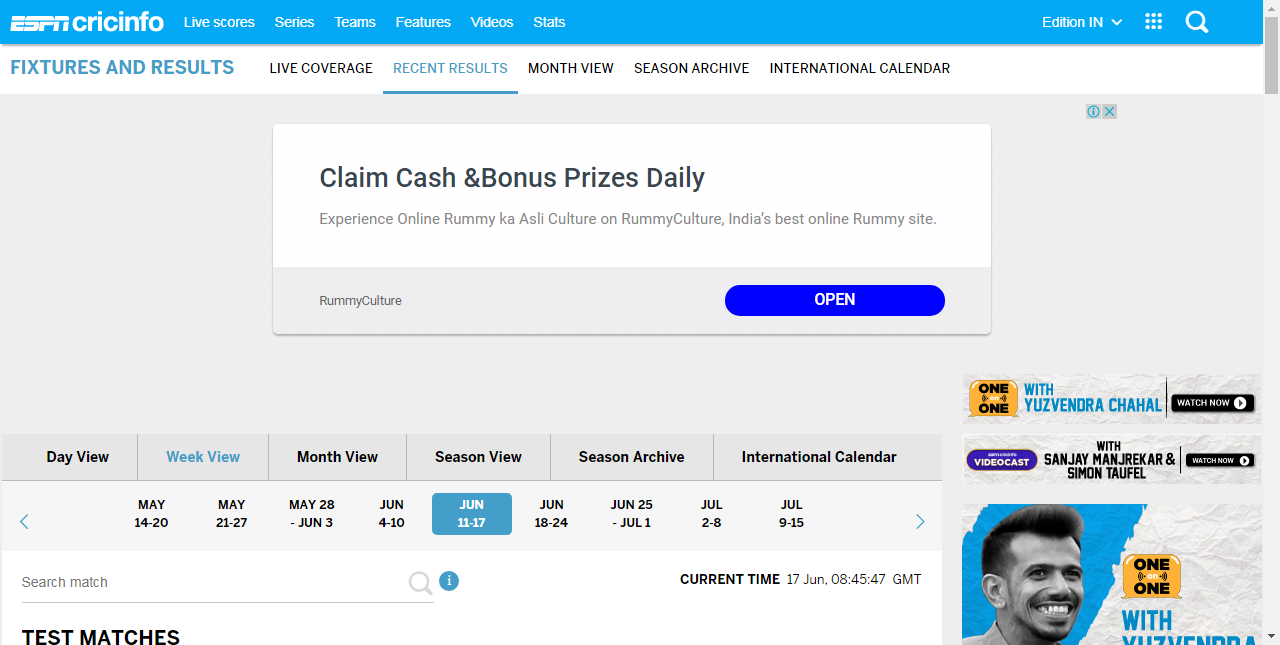 ESPN cricinfo Live scores Series Teams Features Videos Stats Edition IN
FIXTURES AND RESULTS LIVE COVERAGE RECENT RESULTS MONTH VIEW SEASON ARCHIVE INTERNATIONAL CALENDAR
Claim Cash &Bonus Prizes Daily
Experience Online Rummy ka Asli Culture on RummyCulture, India's best online Rummy site.
RummyCulture OPEN
ONE on ONE WITH YUZVENDRA CHAHAL WATCH NOW
ESPN cricinfo VIDEOCAST WITH SANJAY MANJREKAR & SIMON TAUFEL WATCH NOW
Day View Week View Month View Season View Season Archive International Calendar
MAY MAY MAY 28 JUN JUN JUN JUN 25 JUL JUL
14-20 21-27 - JUN 3 4-10 11-17 18-24 - JUL 1 2-8 9-15
Search match i CURRENT TIME 17 Jun, 08:45:47 GMT
TEST MATCHES
ONE
on
ONE
WITH
YUZVENDRA